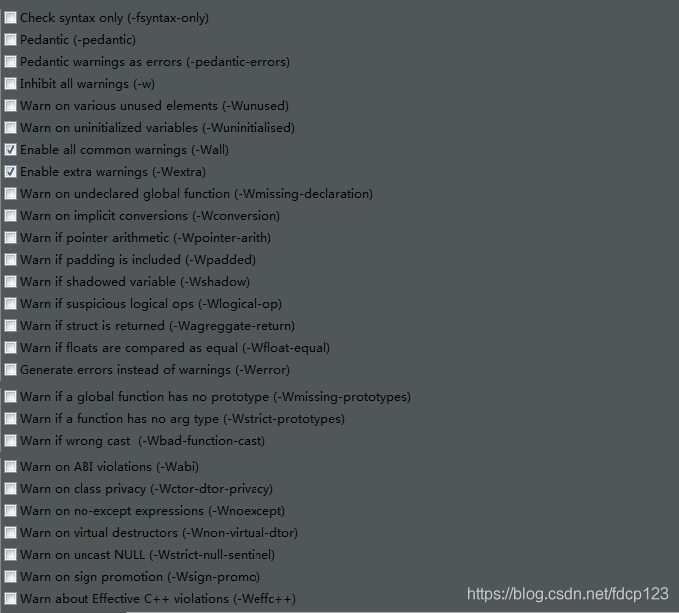 Check syntax only (-fsyntax-only)
Pedantic (-pedantic)
Pedantic warnings as errors (-pedantic-errors)
Inhibit all warnings (-w)
Warn on various unused elements (-Wunused)
Warn on uninitialized variables (-Wuninitialised)
Enable all common warnings (-Wall)
Enable extra warnings (-Wextra)
Warn on undeclared global function (-Wmissing-declaration)
Warn on implicit conversions (-Wconversion)
Warn if pointer arithmetic (-Wpointer-arith)
Warn if padding is included (-Wpadded)
Warn if shadowed variable (-Wshadow)
Warn if suspicious logical ops (-Wlogical-op)
Warn if struct is returned (-Wagreggate-return)
Warn if floats are compared as equal (-Wfloat-equal)
Generate errors instead of warnings (-Werror)
Warn if a global function has no prototype (-Wmissing-prototypes)
Warn if a function has no arg type (-Wstrict-prototypes)
Warn if wrong cast (-Wbad-function-cast)
Warn on ABI violations (-Wabi)
Warn on class privacy (-Wctor-dtor-privacy)
Warn on no-except expressions (-Wnoexcept)
Warn on virtual destructors (-Wnon-virtual-dtor)
Warn on uncast NULL (-Wstrict-null-sentinel)
Warn on sign promotion (-Wsign-promo)
Warn about Effective C++ violations (-Weffc++)
https://blog.csdn.net/fdcp123